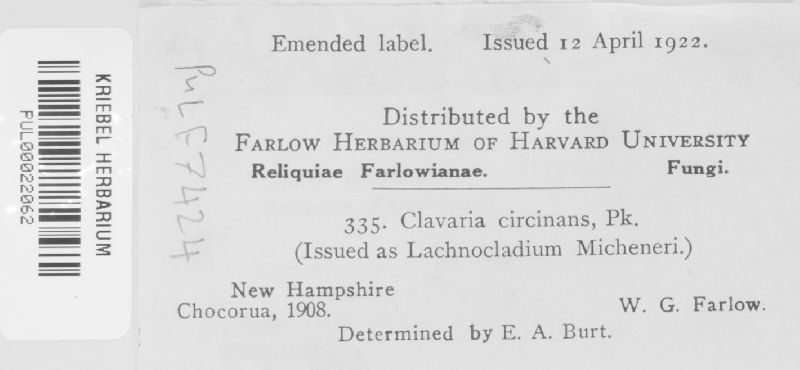 KRIEBEL HERBARIUM
PUL00022062
PUL F7424
Emended label. Issued 12 April 1922.
Distributed by the
FARLOW HERBARIUM OF HARVARD UNIVERSITY
Reliquiae Farlowianae. Fungi.
335. Clavaria circinans, Pk.
(Issued as Lachnocladium Micheneri.)
New Hampshire
Chocorua, 1908. W. G. Farlow.
Determined by E. A. Burt.